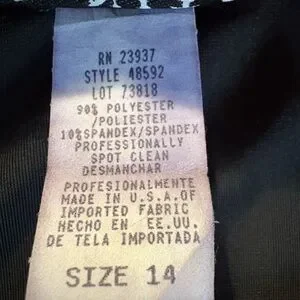 RN 23937
STYLE 48592
LOT 73818
90% POLYESTER
/POLIESTER
10%SPANDEX/SPANDEX
PROFESSIONALLY
SPOT CLEAN
DESMANCHAR
PROFESIONALMENTE
MADE IN U.S.A.OF
IMPORTED FABRIC
HECHO EN EE.UU.
DE TELA IMPORTADA
SIZE 14